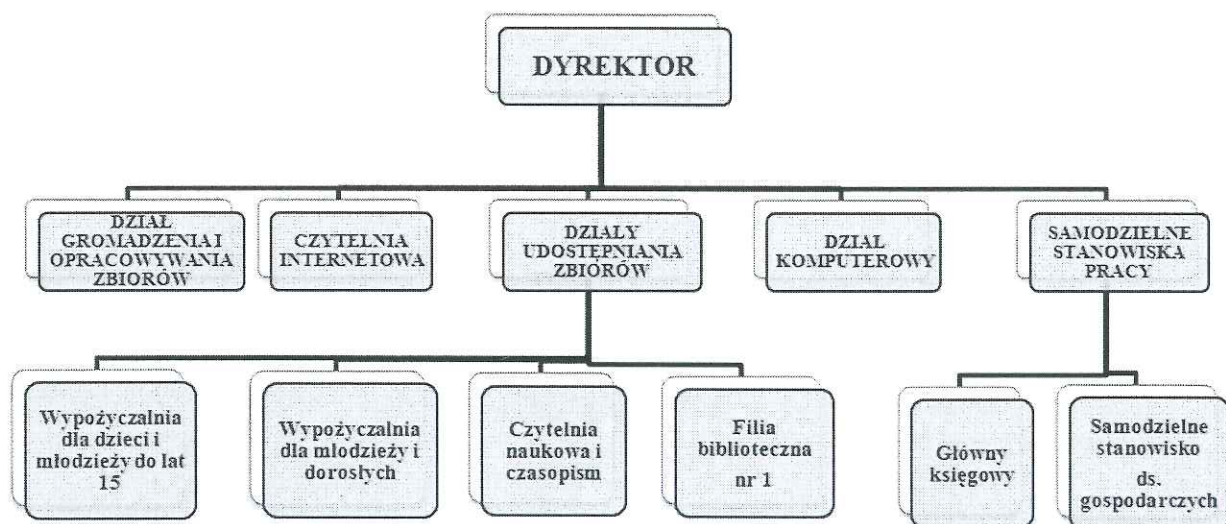 DYREKTOR
DZIAŁ
GROMADZENIA I
OPRACOWYWANIA
ZBIORÓW
CZYTELNIA
INTERNETOWA
DZIAŁY
UDOSTĘPNIANIA
ZBIORÓW
DZIAŁ
KOMPUTEROWY
SAMODZIELNE
STANOWISKA
PRACY
Wypożyczalnia
dla dzieci i
młodzieży do lat
15
Wypożyczalnia
dla młodzieży i
dorosłych
Czytelnia
naukowa i
czasopism
Filia
biblioteczna
nr 1
Główny
księgowy
Samodzielne
stanowisko
ds.
gospodarczych